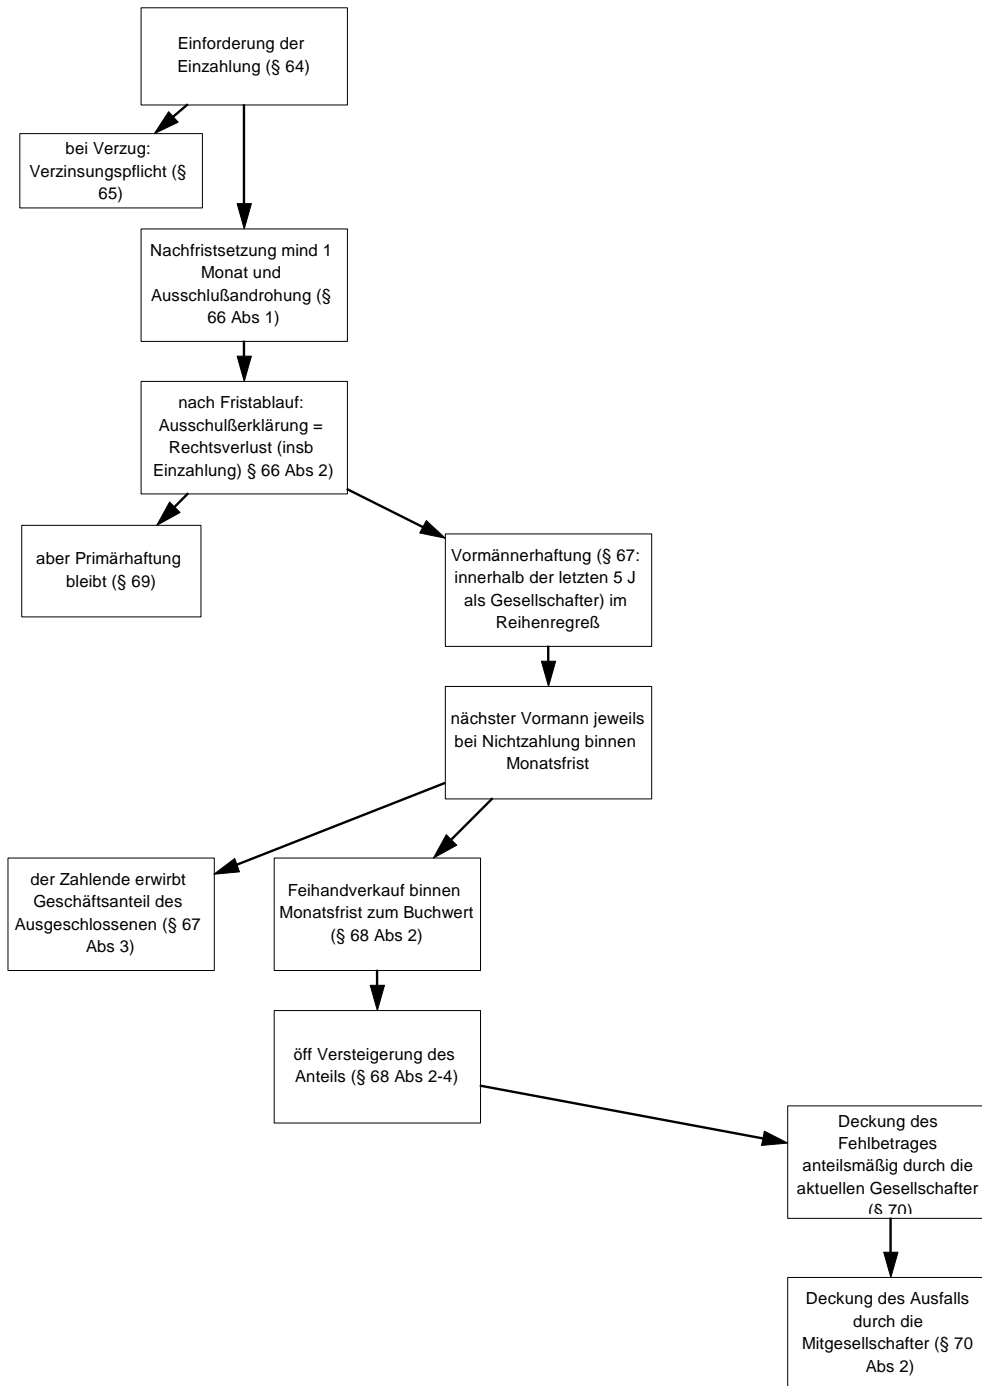 Einforderung der
Einzahlung (§ 64)
bei Verzug:
Verzinsungspflicht (§
65)
Nachfristsetzung mind 1
Monat und
Ausschlußandrohung (§
66 Abs 1)
nach Fristablauf:
Ausschulßerklärung =
Rechtsverlust (insb
Einzahlung) § 66 Abs 2)
aber Primärhaftung
bleibt (§ 69)
Vormännerhaftung (§ 67:
innerhalb der letzten 5 J
als Gesellschafter) im
Reihenregreß
nächster Vormann jeweils
bei Nichtzahlung binnen
Monatsfrist
der Zahlende erwirbt
Geschäftsanteil des
Ausgeschlossenen (§ 67
Abs 3)
Feihandverkauf binnen
Monatsfrist zum Buchwert
(§ 68 Abs 2)
öff Versteigerung des
Anteils (§ 68 Abs 2-4)
Deckung des
Fehlbetrages
anteilsmäßig durch die
aktuellen Gesellschafter
(§ 70)
Deckung des Ausfalls
durch die
Mitgesellschafter (§ 70
Abs 2)